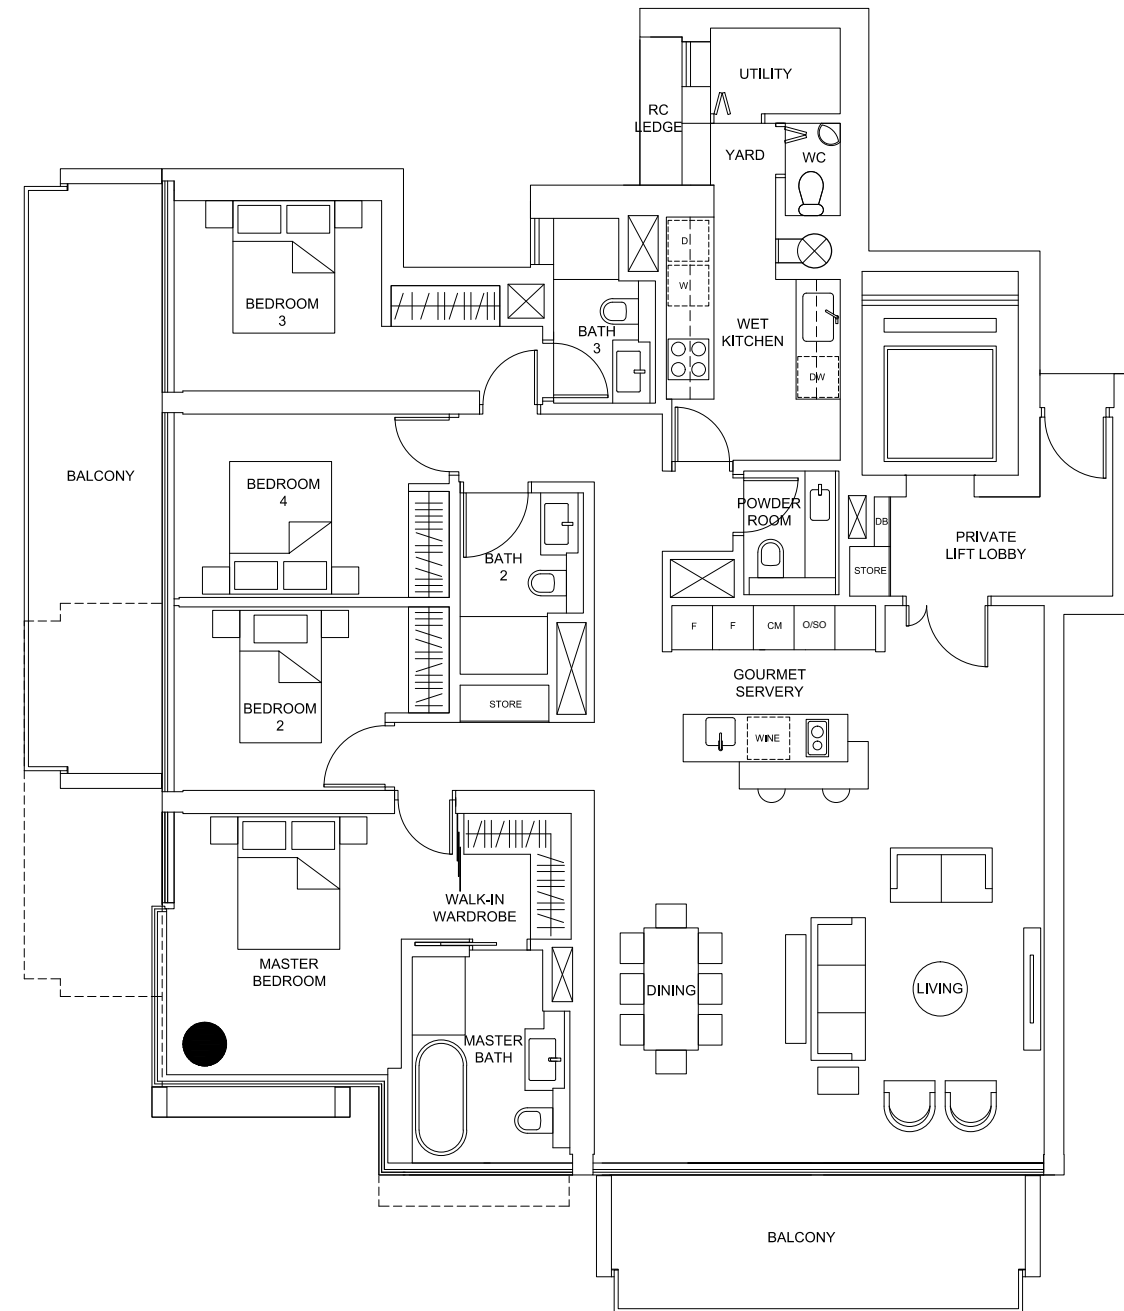 UTILITY
RC
LEDGE
YARD
WC
D
W
BEDROOM
3
BATH
3
WET
KITCHEN
DW
BALCONY
BEDROOM
4
POWDER
ROOM
DB
PRIVATE
LIFT LOBBY
BATH
2
STORE
F
F
CM
O/SO
GOURMET
SERVERY
BEDROOM
2
STORE
WINE
WALK-IN
WARDROBE
MASTER
BEDROOM
DINING
LIVING
MASTER
BATH
BALCONY